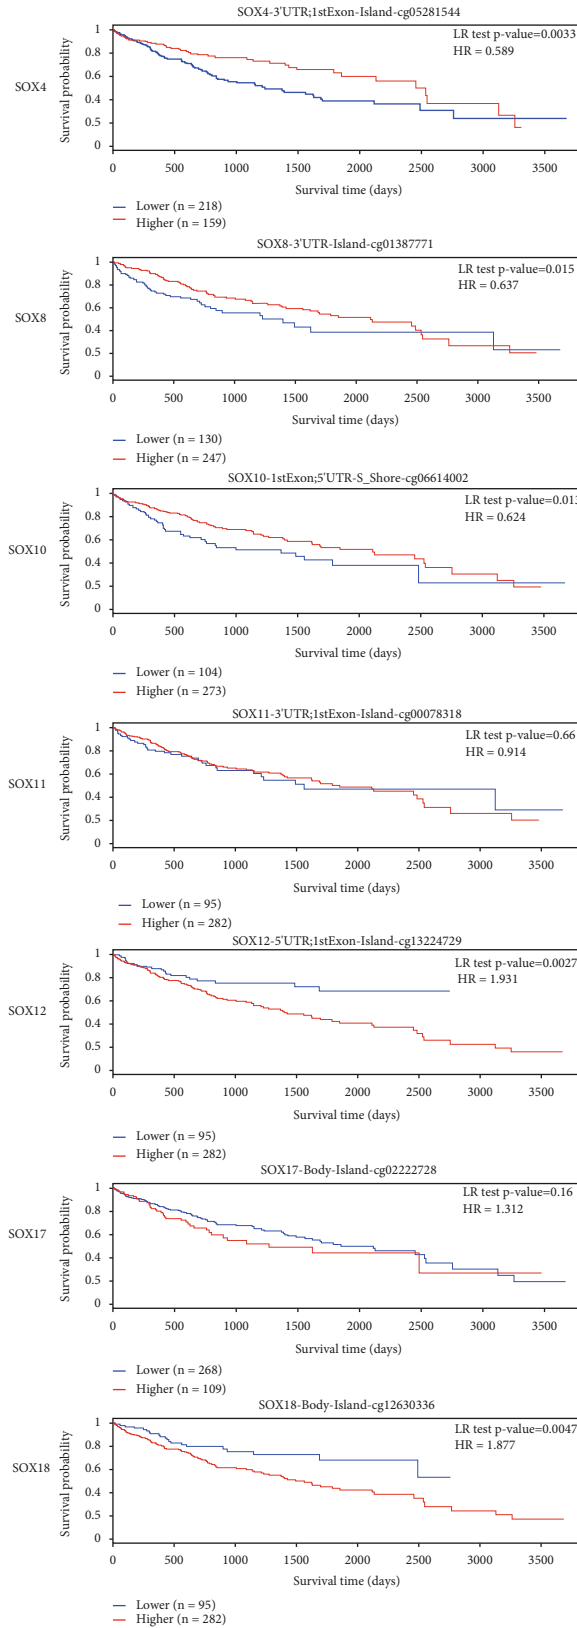 SOX4-3'UTR;1stExon-Island-cg05281544
SOX4
Survival probability
1
0.8
0.6
0.4
0.5
0
LR test p-value=0.0033
HR = 0.589
0 500 1000 1500 2000 2500 3000 3500
Survival time (days)
Lower (n = 218)
Higher (n = 159)
SOX8-3'UTR-Island-cg01387771
SOX8
Survival probability
1
0.8
0.6
0.4
0.5
0
LR test p-value=0.015
HR = 0.637
0 500 1000 1500 2000 2500 3000 3500
Survival time (days)
Lower (n = 130)
Higher (n = 247)
SOX10-1stExon;5'UTR-S_Shore-cg06614002
SOX10
Survival probability
1
0.8
0.6
0.4
0.5
0
LR test p-value=0.013
HR = 0.624
0 500 1000 1500 2000 2500 3000 3500
Survival time (days)
Lower (n = 104)
Higher (n = 273)
SOX11-3'UTR;1stExon-Island-cg00078318
SOX11
Survival probability
1
0.8
0.6
0.4
0.5
0
LR test p-value=0.66
HR = 0.914
0 500 1000 1500 2000 2500 3000 3500
Survival time (days)
Lower (n = 95)
Higher (n = 282)
SOX12-5'UTR;1stExon-Island-cg13224729
SOX12
Survival probability
1
0.8
0.6
0.4
0.5
0
LR test p-value=0.0027
HR = 1.931
0 500 1000 1500 2000 2500 3000 3500
Survival time (days)
Lower (n = 95)
Higher (n = 282)
SOX17-Body-Island-cg02222728
SOX17
Survival probability
1
0.8
0.6
0.4
0.5
0
LR test p-value=0.16
HR = 1.312
0 500 1000 1500 2000 2500 3000 3500
Survival time (days)
Lower (n = 268)
Higher (n = 109)
SOX18-Body-Island-cg12630336
SOX18
Survival probability
1
0.8
0.6
0.4
0.5
0
LR test p-value=0.0047
HR = 1.877
0 500 1000 1500 2000 2500 3000 3500
Survival time (days)
Lower (n = 95)
Higher (n = 282)